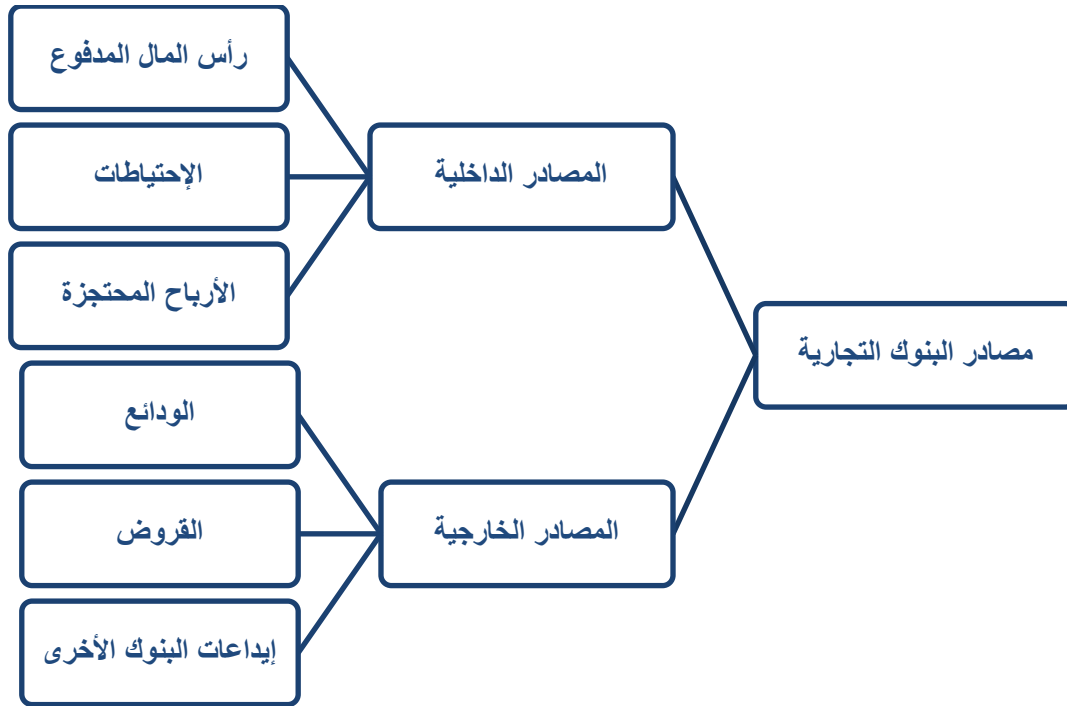 مصادر البنوك التجارية
المصادر الداخلية
رأس المال المدفوع
الإحتياطات
الأرباح المحتجزة
المصادر الخارجية
الودائع
القروض
إيداعات البنوك الأخرى